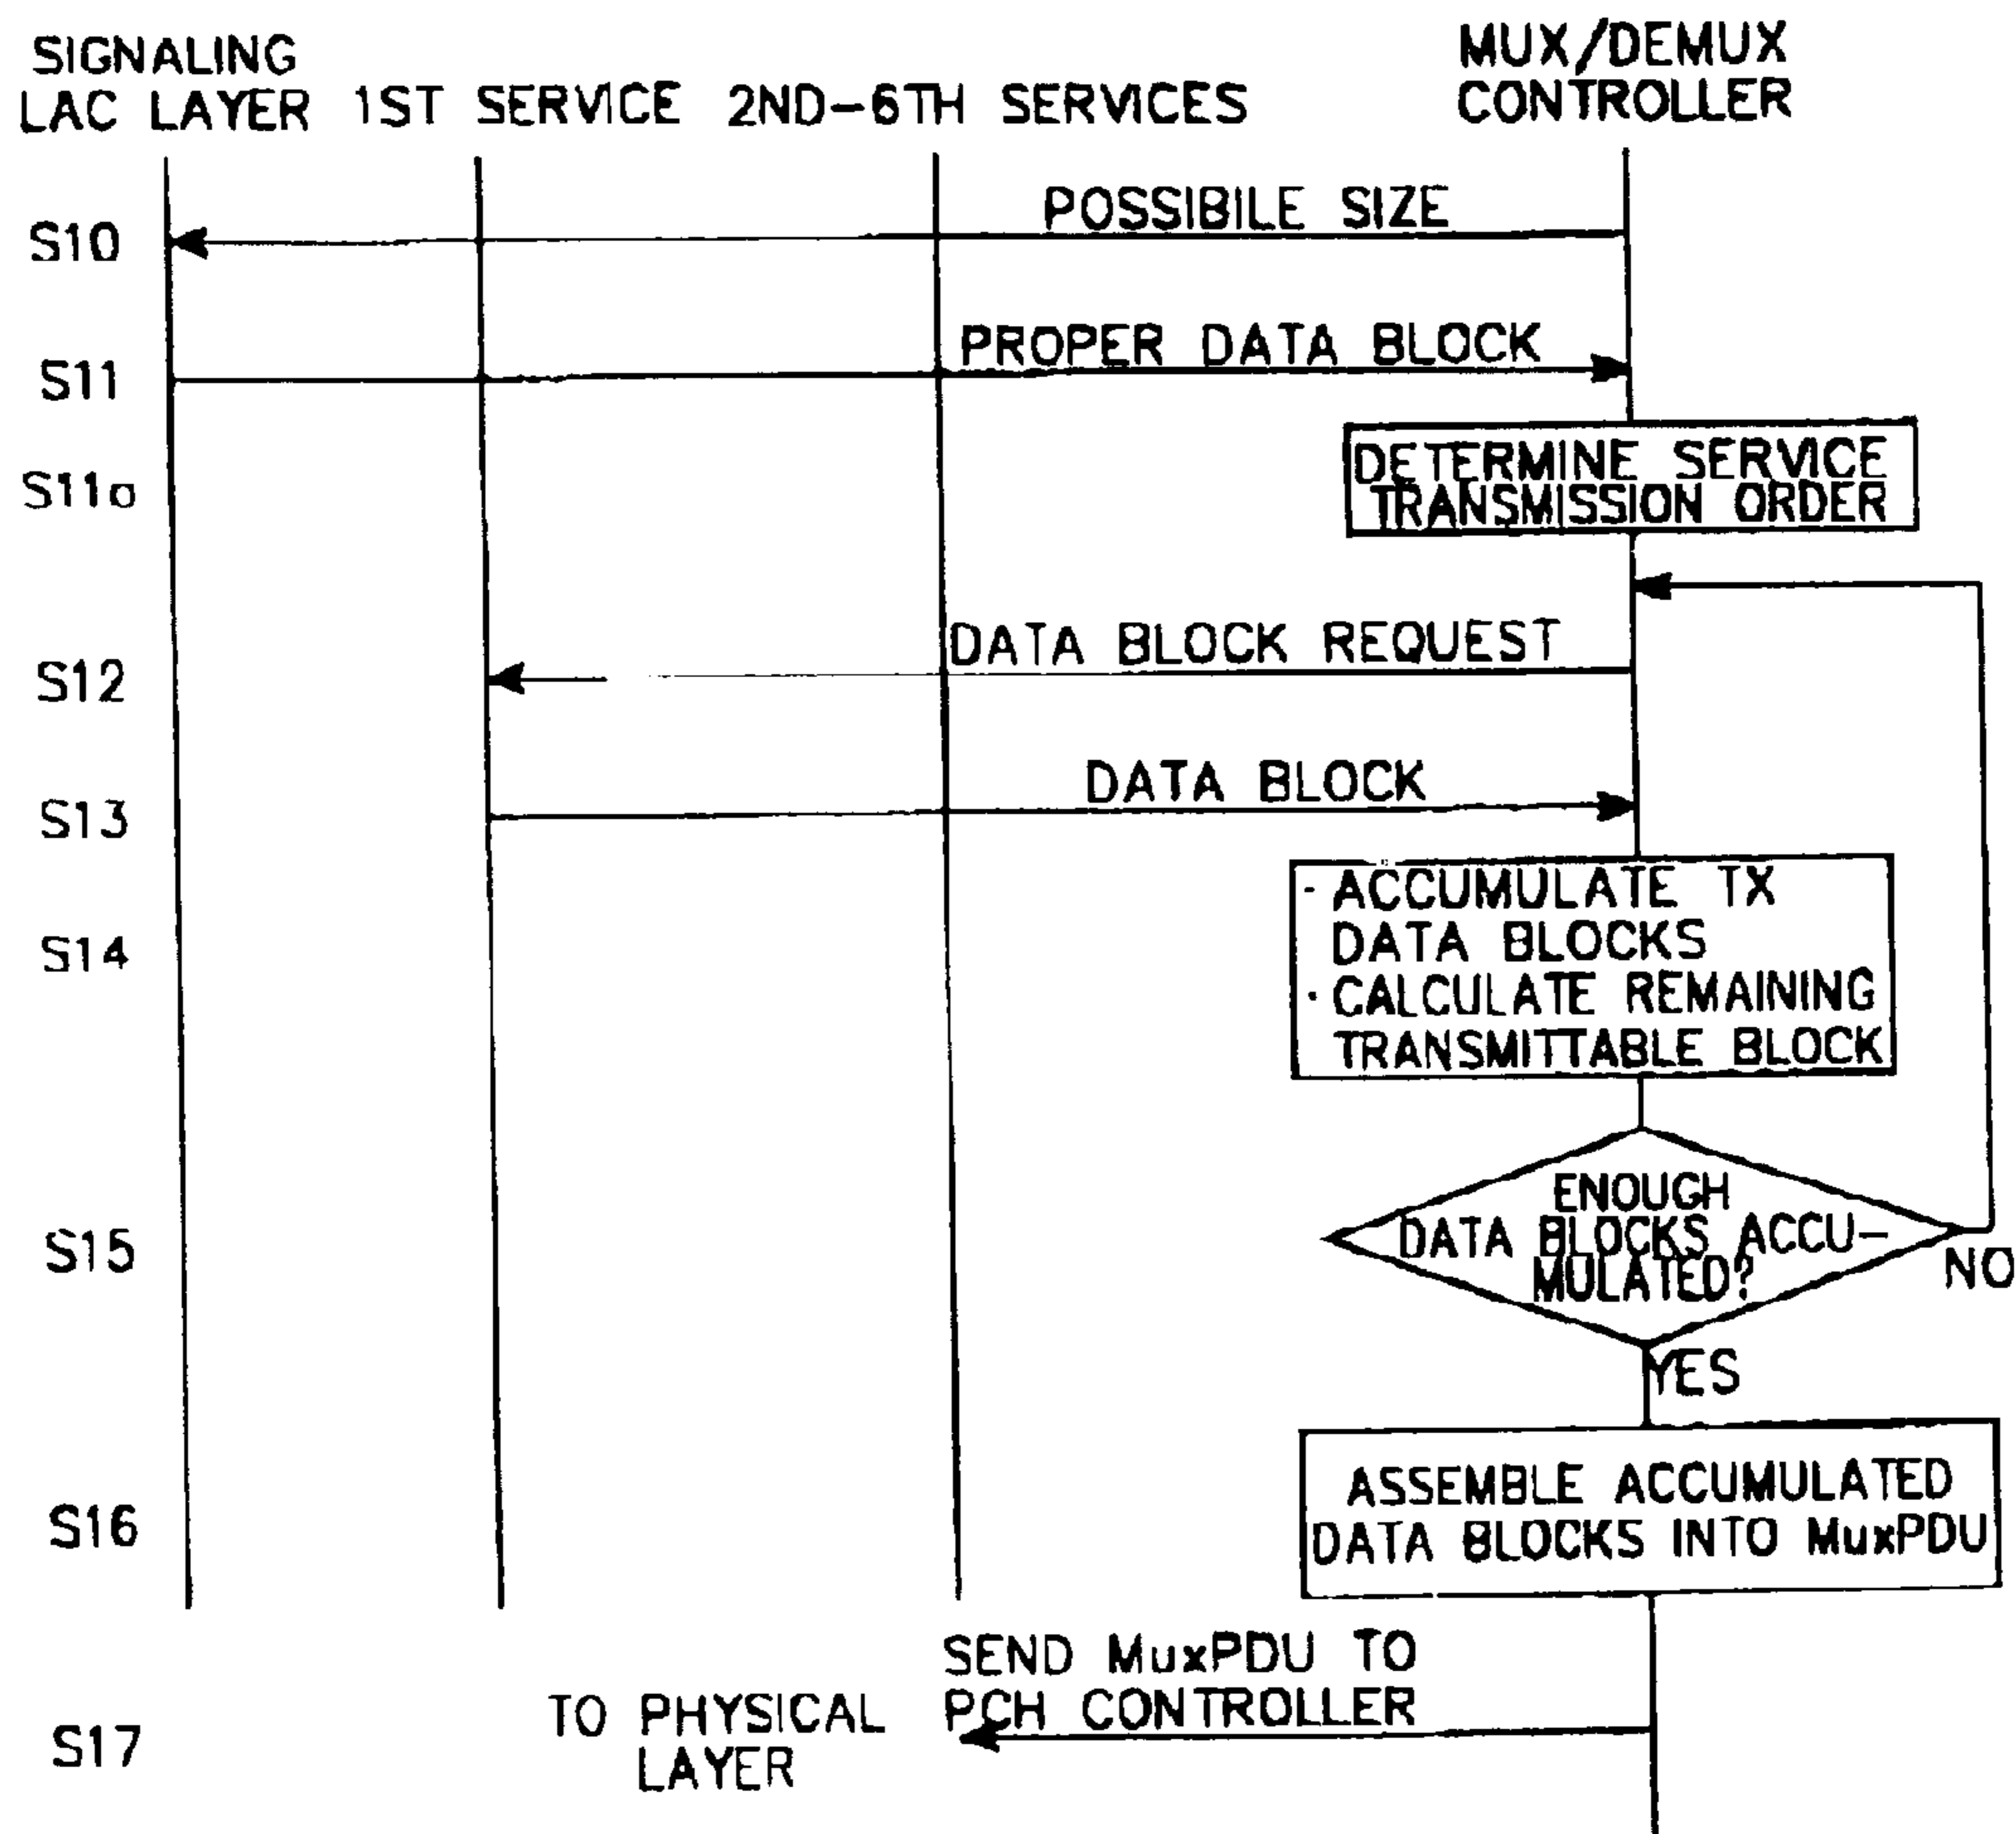 SIGNALING
LAC LAYER
1ST SERVICE
2ND-6TH SERVICES
MUX/DEMUX
CONTROLLER
S10
POSSIBILE SIZE
S11
PROPER DATA BLOCK
S11a
DETERMINE SERVICE
TRANSMISSION ORDER
S12
DATA BLOCK REQUEST
S13
DATA BLOCK
S14
· ACCUMULATE TX
DATA BLOCKS
· CALCULATE REMAINING
TRANSMITTABLE BLOCK
S15
ENOUGH
DATA BLOCKS ACCU-
MULATED?
NO
YES
S16
ASSEMBLE ACCUMULATED
DATA BLOCKS INTO MuxPDU
S17
TO PHYSICAL
LAYER
SEND MuxPDU TO
PCH CONTROLLER